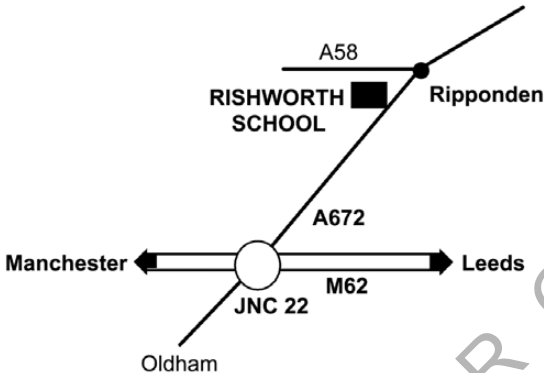 A58
RISHWORTH
SCHOOL
Ripponden
A672
Manchester
Leeds
M62
JNC 22
Oldham